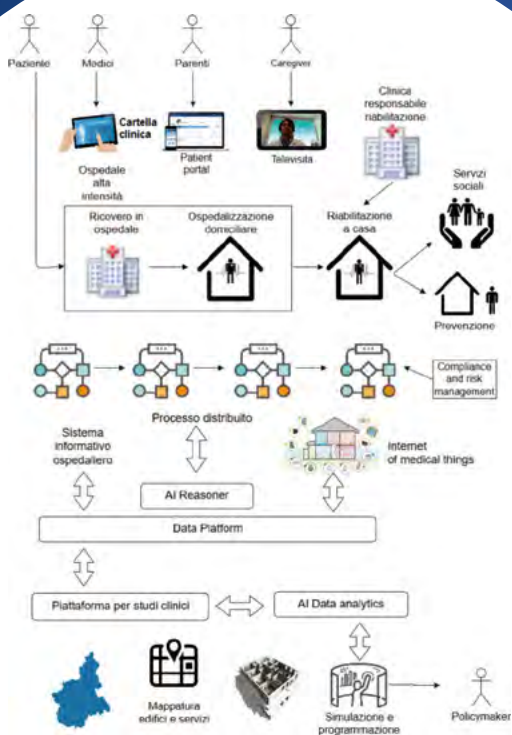 Paziente
Medici
Parenti
Caregiver
Cartella
clinica
Patient
portal
Televisita
Clinica
responsabile
riabilitazione
Ospedale
alta
intensità
Servizi
sociali
Ricovero in
ospedale
Ospedalizzazione
domiciliare
Riabilitazione
a casa
Prevenzione
Compliance
and risk
management
Processo distribuito
Sistema
informativo
ospedaliero
Internet
of medical things
AI Reasoner
Data Platform
Piattaforma per studi clinici
AI Data analytics
Mappatura
edifici e servizi
Simulazione e
programmazione
Policymaker